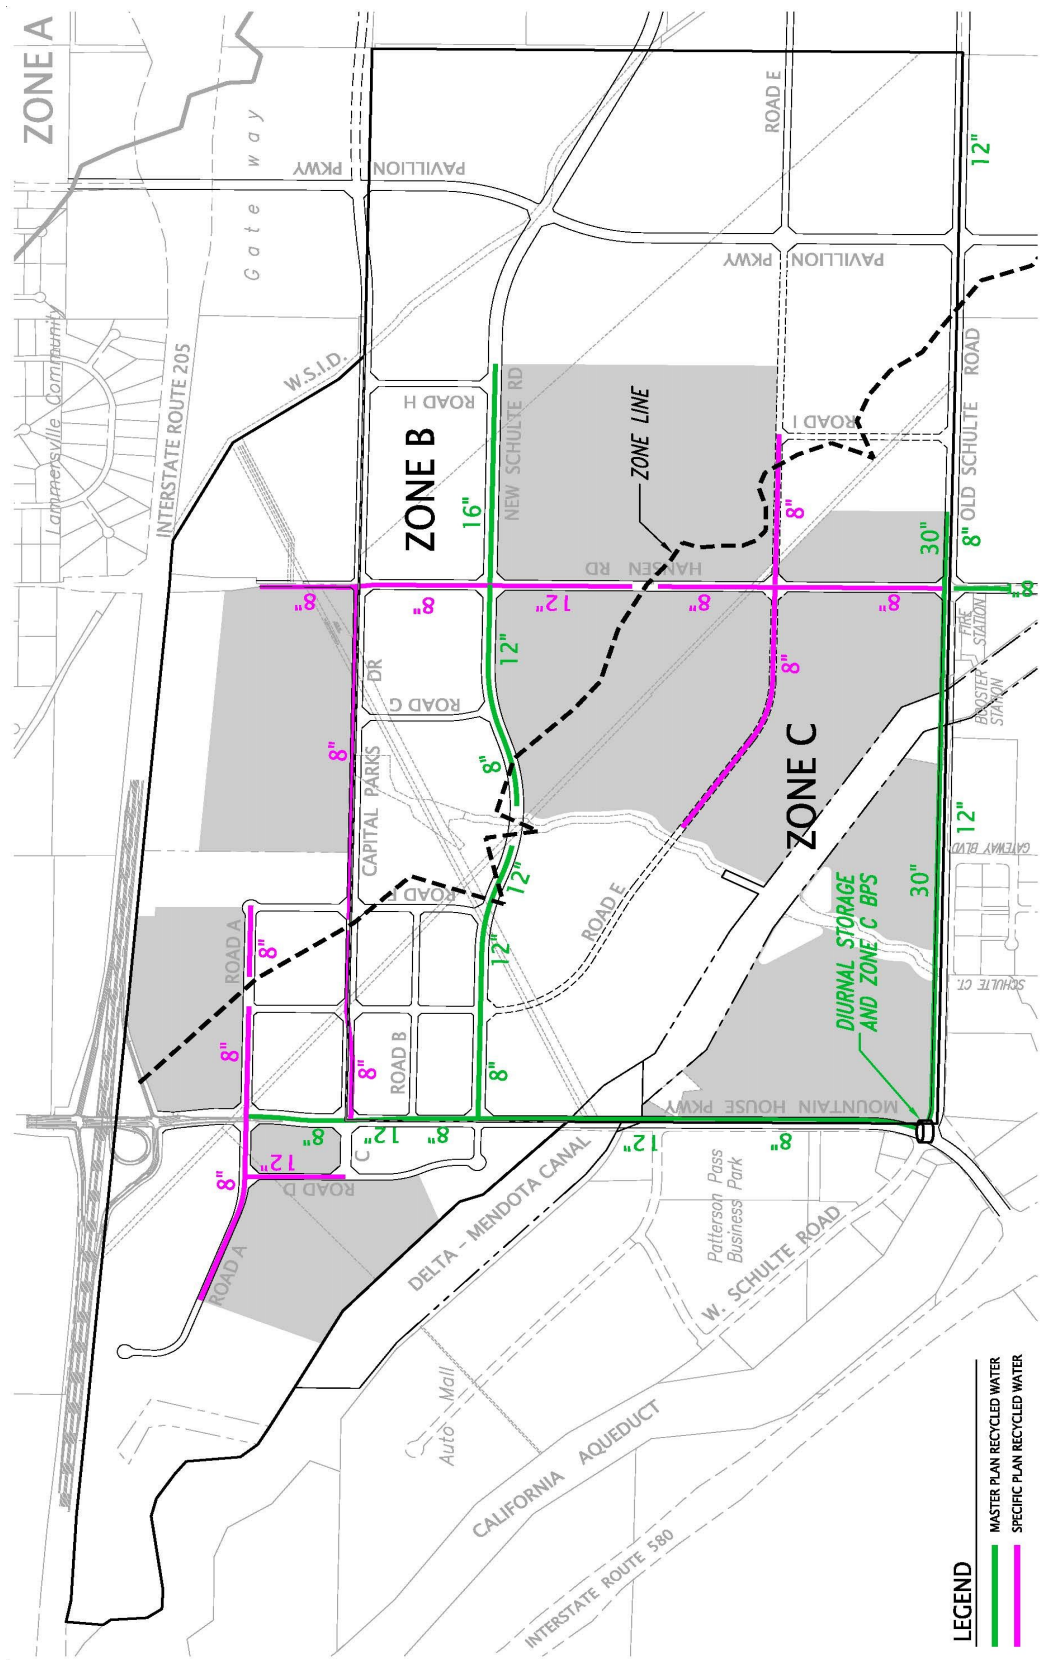 ZONE A
Gate way
Lammersville Community
INTERSTATE ROUTE 205
W.S.I.D.
PAVILLION
PKWY
ROAD E
12"
PAVILLION
PKWY
ROAD H
ZONE B
NEW SCHULTE RD
16"
ZONE LINE
ROAD I
OLD SCHULTE ROAD
8"
30"
8"
HANSEN RD
8"
8"
12"
8"
8"
8"
FIRE
STATION
BOOSTER
STATION
12"
8"
ROAD G
CAPITAL PARKS DR
8"
8"
ZONE C
12"
GATEWAY BLVD
30"
ROAD F
12"
ROAD E
ROAD A
8"
12"
DIURNAL STORAGE
AND ZONE C BPS
SCHULTE CT.
8"
8"
ROAD B
8"
MOUNTAIN HOUSE PKWY
8"
12"
8"
12"
8"
C
12"
8"
ROAD D
ROAD A
DELTA - MENDOTA CANAL
Patterson Pass
Business Park
W. SCHULTE ROAD
Auto Mall
CALIFORNIA AQUEDUCT
INTERSTATE ROUTE 580
LEGEND
MASTER PLAN RECYCLED WATER
SPECIFIC PLAN RECYCLED WATER